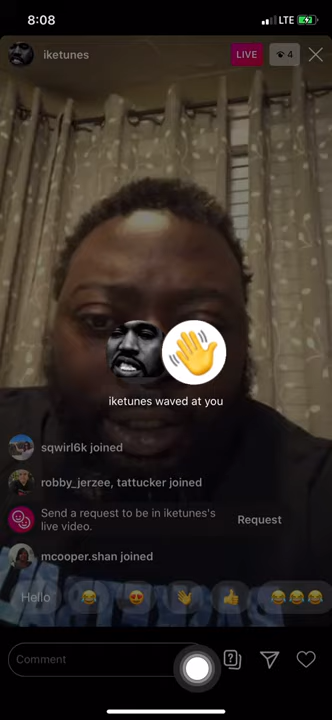 8:08
LTE
iketunes
LIVE
4
iketunes waved at you
sqwirl6k joined
robby_jerzee, tattucker joined
Send a request to be in iketunes's
live video.
Request
mcooper.shan joined
Hello
Comment